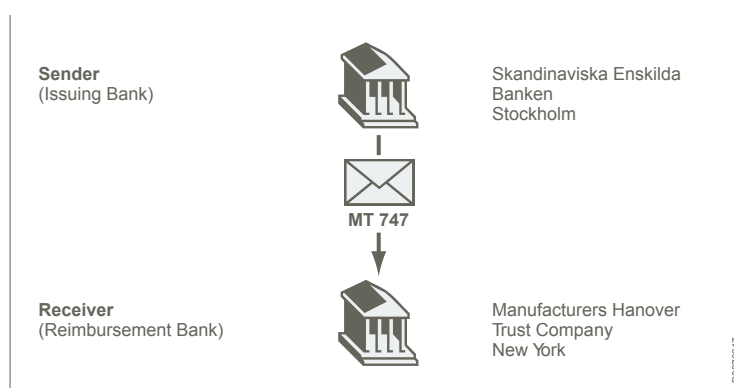 Sender
(Issuing Bank)
Skandinaviska Enskilda
Banken
Stockholm
MT 747
Receiver
(Reimbursement Bank)
Manufacturers Hanover
Trust Company
New York